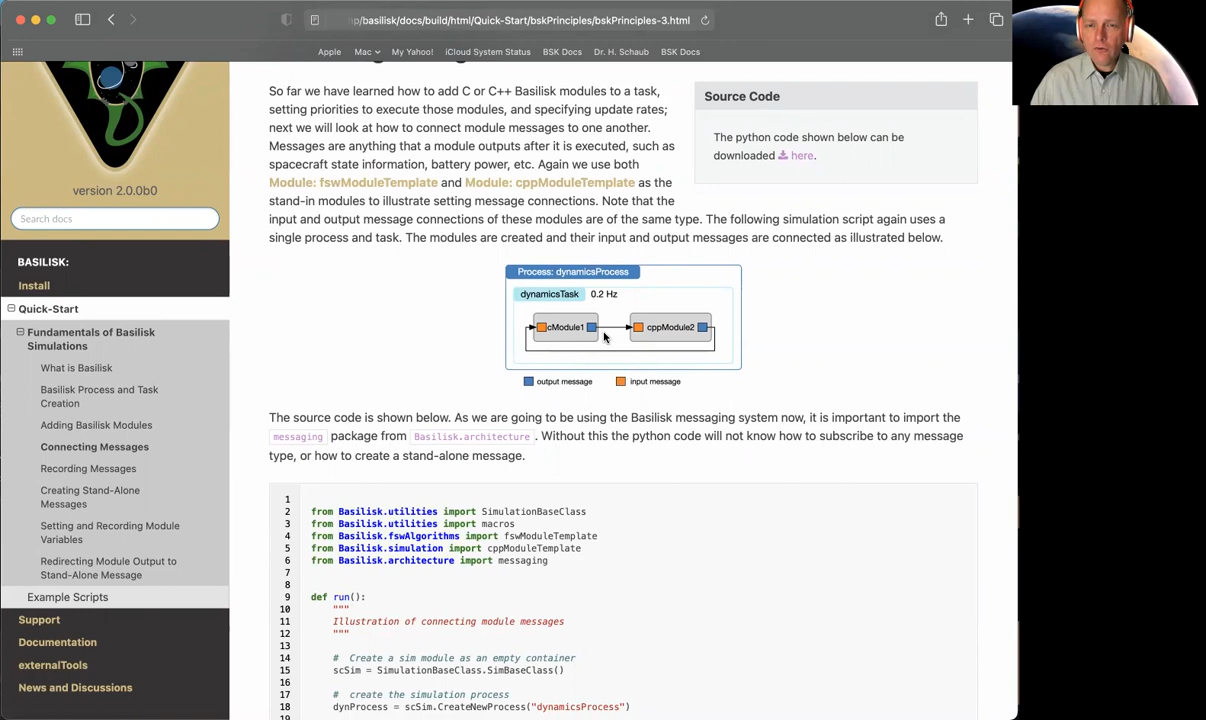 hp/basilisk/docs/build/html/Quick-Start/bskPrinciples/bskPrinciples-3.html
Apple Mac My Yahoo! iCloud System Status BSK Docs Dr. H. Schaub BSK Docs
version 2.0.0b0
Search docs
BASILISK:
Install
Quick-Start
Fundamentals of Basilisk
Simulations
What is Basilisk
Basilisk Process and Task
Creation
Adding Basilisk Modules
Connecting Messages
Recording Messages
Creating Stand-Alone
Messages
Setting and Recording Module
Variables
Redirecting Module Output to
Stand-Alone Message
Example Scripts
Support
Documentation
externalTools
News and Discussions
So far we have learned how to add C or C++ Basilisk modules to a task,
setting priorities to execute those modules, and specifying update rates;
next we will look at how to connect module messages to one another.
Messages are anything that a module outputs after it is executed, such as
spacecraft state information, battery power, etc. Again we use both
Module: fswModuleTemplate and Module: cppModuleTemplate as the
stand-in modules to illustrate setting message connections. Note that the
input and output message connections of these modules are of the same type. The following simulation script again uses a
single process and task. The modules are created and their input and output messages are connected as illustrated below.
Source Code
The python code shown below can be
downloaded here.
Process: dynamicsProcess
dynamicsTask 0.2 Hz
cModule1 cppModule2
output message input message
The source code is shown below. As we are going to be using the Basilisk messaging system now, it is important to import the
messaging package from Basilisk.architecture. Without this the python code will not know how to subscribe to any message
type, or how to create a stand-alone message.
1
2 from Basilisk.utilities import SimulationBaseClass
3 from Basilisk.utilities import macros
4 from Basilisk.fswAlgorithms import fswModuleTemplate
5 from Basilisk.simulation import cppModuleTemplate
6 from Basilisk.architecture import messaging
7
8
9 def run():
10 """
11 Illustration of connecting module messages
12 """
13
14 # Create a sim module as an empty container
15 scSim = SimulationBaseClass.SimBaseClass()
16
17 # create the simulation process
18 dynProcess = scSim.CreateNewProcess("dynamicsProcess")